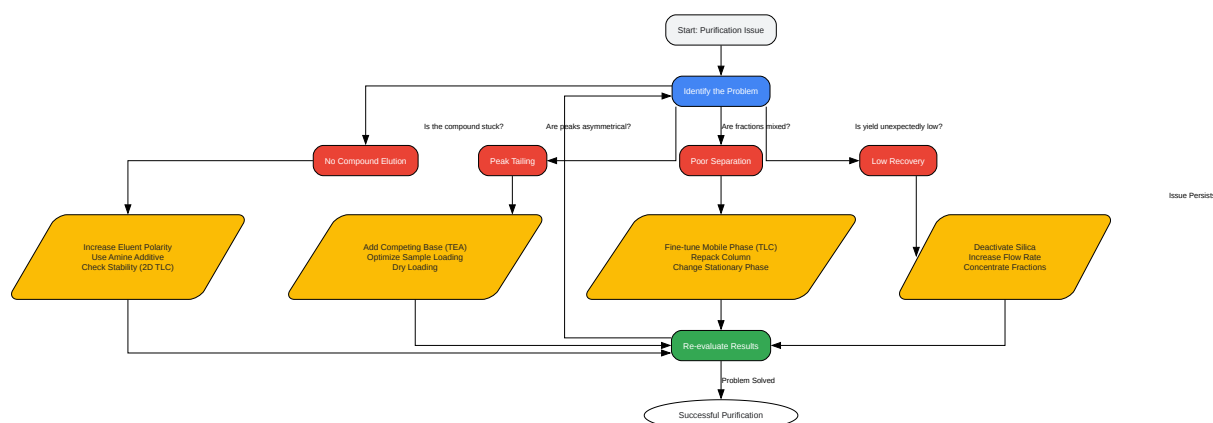 Start: Purification Issue
Identify the Problem
Is the compound stuck?
Are peaks asymmetrical?
Are fractions mixed?
Is yield unexpectedly low?
No Compound Elution
Peak Tailing
Poor Separation
Low Recovery
Issue Persists
Increase Eluent Polarity
Use Amine Additive
Check Stability (2D TLC)
Add Competing Base (TEA)
Optimize Sample Loading
Dry Loading
Fine-tune Mobile Phase (TLC)
Repack Column
Change Stationary Phase
Deactivate Silica
Increase Flow Rate
Concentrate Fractions
Re-evaluate Results
Problem Solved
Successful Purification